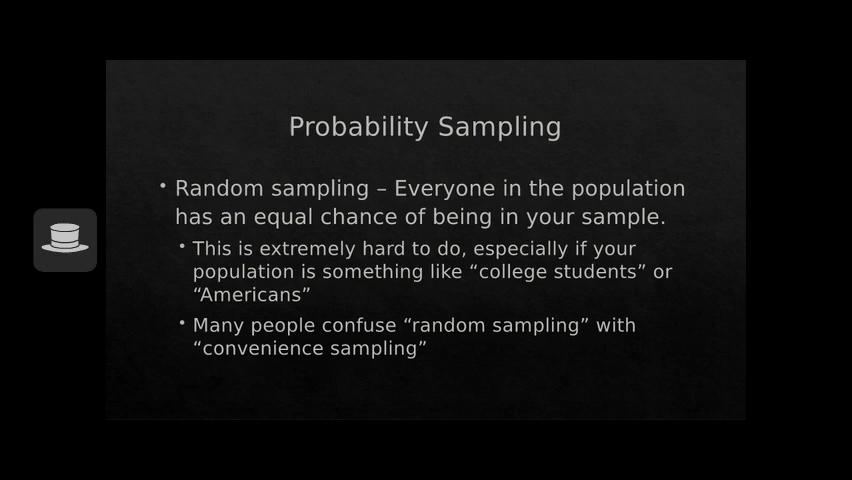 Probability Sampling
• Random sampling – Everyone in the population
has an equal chance of being in your sample.
• This is extremely hard to do, especially if your
population is something like “college students” or
“Americans”
• Many people confuse “random sampling” with
“convenience sampling”